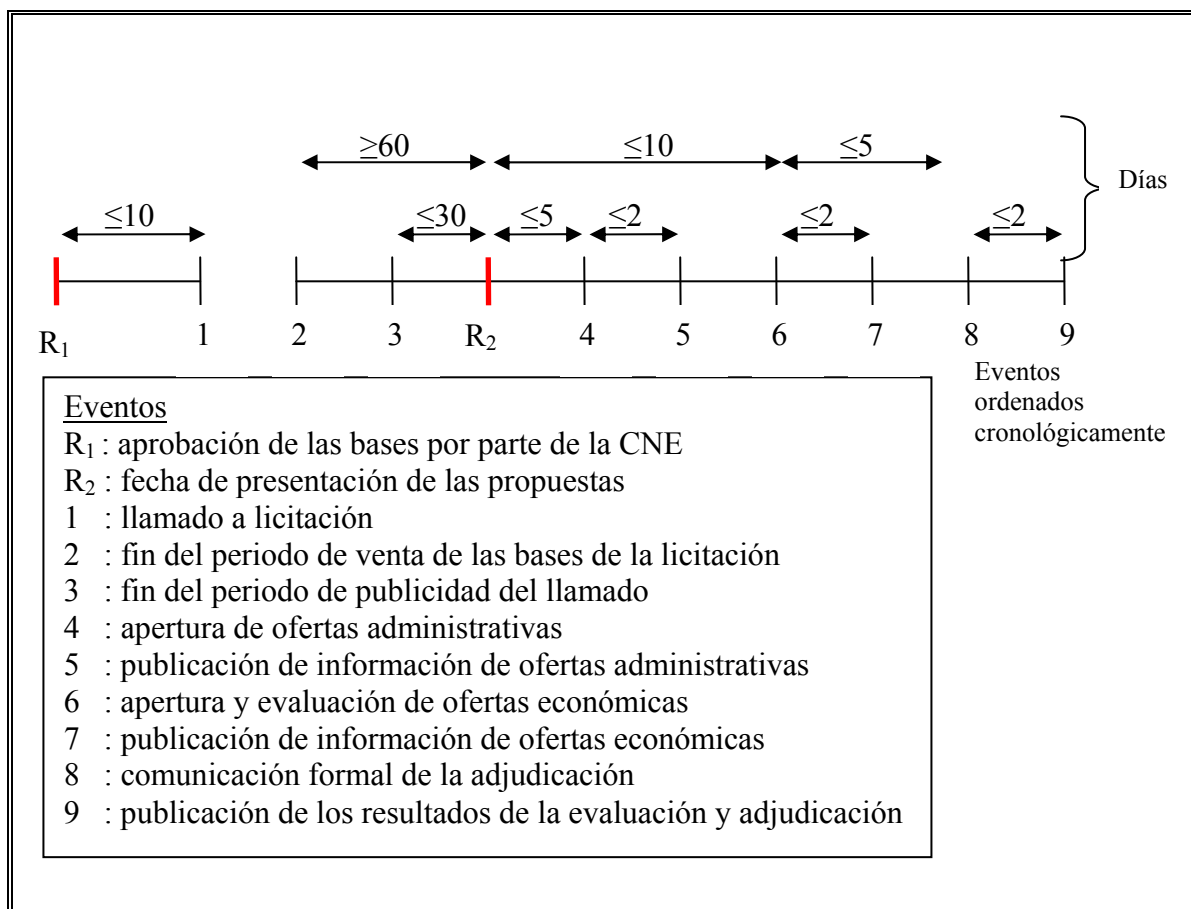 ≥60 ≤10 ≤5
Días
≤10 ≤30 ≤5 ≤2 ≤2 ≤2
R1 1 2 3 R2 4 5 6 7 8 9
Eventos
ordenados
cronológicamente
Eventos
R1 : aprobación de las bases por parte de la CNE
R2 : fecha de presentación de las propuestas
1 : llamado a licitación
2 : fin del periodo de venta de las bases de la licitación
3 : fin del periodo de publicidad del llamado
4 : apertura de ofertas administrativas
5 : publicación de información de ofertas administrativas
6 : apertura y evaluación de ofertas económicas
7 : publicación de información de ofertas económicas
8 : comunicación formal de la adjudicación
9 : publicación de los resultados de la evaluación y adjudicación